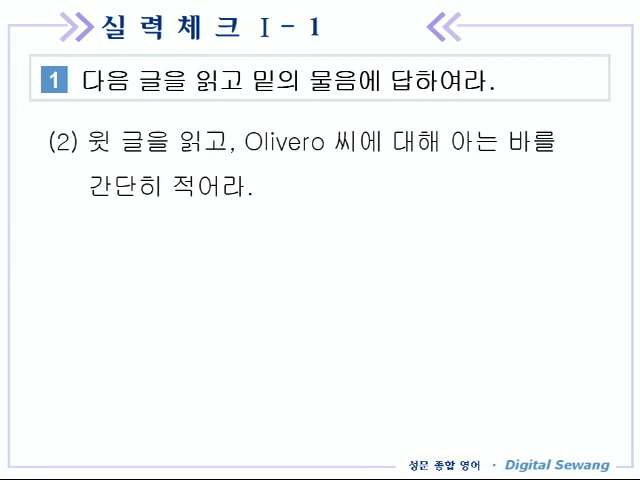 실 력 체 크 I - 1
1 다음 글을 읽고 밑의 물음에 답하여라.
(2) 윗 글을 읽고, Olivero 씨에 대해 아는 바를
간단히 적어라.
성문 종합 영어 · Digital Sewang